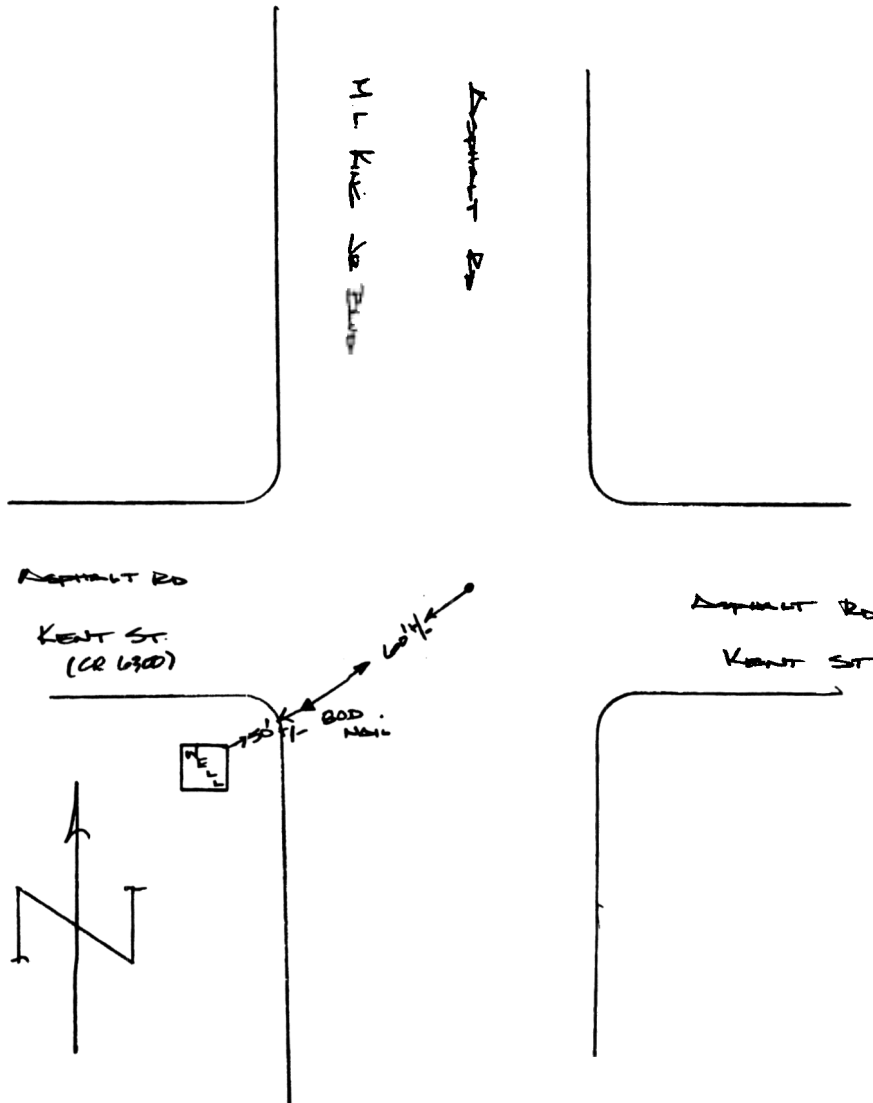 M. L. KING JR BLVD.
ASPHALT RD
ASPHALT RD
KENT ST.
(CR 6300)
ASPHALT RD
KENT ST
60' +/-
50' +/-
60D
NAIL
WELL
N